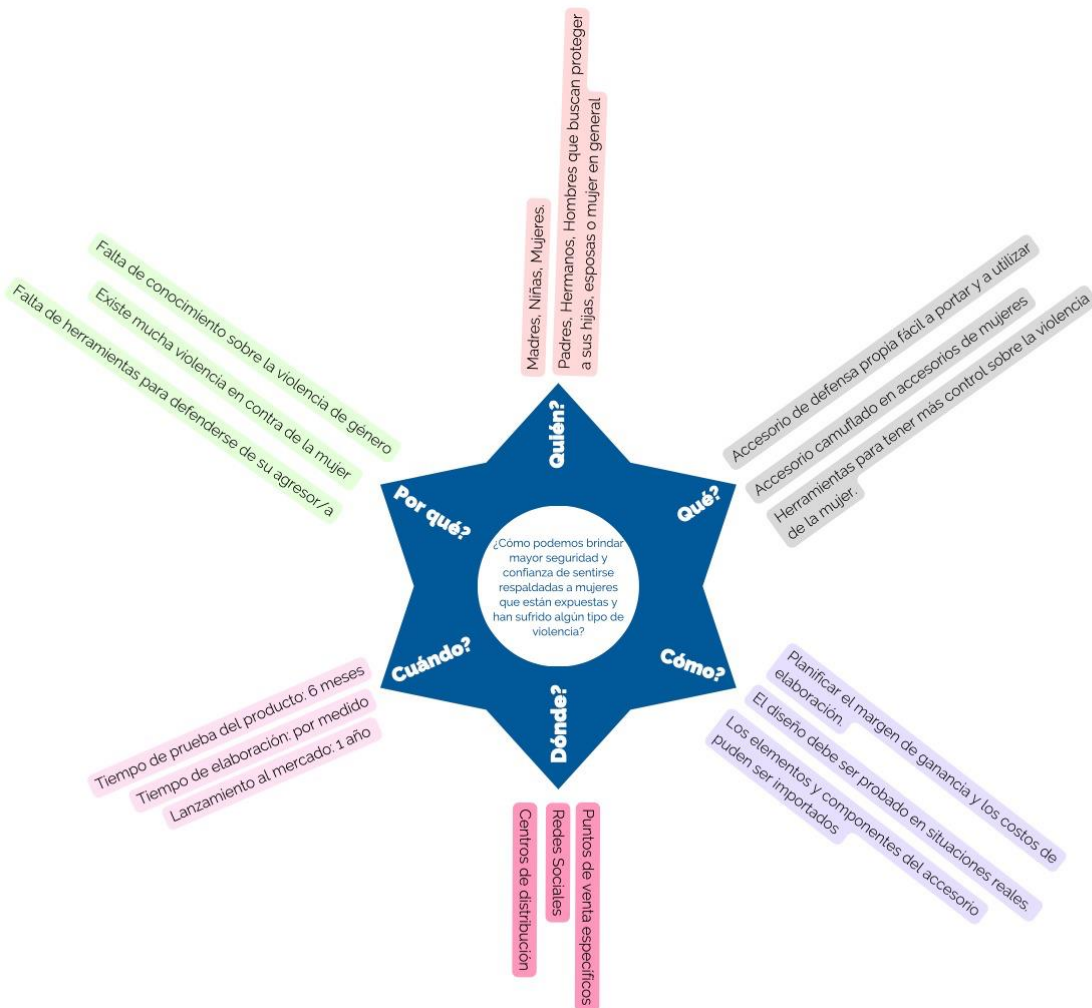 Quién?
Madres, Niñas, Mujeres.
Padres, Hermanos, Hombres que buscan proteger
a sus hijas, esposas o mujer en general
Qué?
Accesorio de defensa propia fácil a portar y a utilizar
Accesorio camuflado en accesorios de mujeres
Herramientas para tener más control sobre la violencia
de la mujer.
Cómo?
Planificar el margen de ganancia y los costos de
elaboración.
El diseño debe ser probado en situaciones reales.
Los elementos y componentes del accesorio
puden ser importados
Dónde?
Puntos de venta específicos
Redes Sociales
Centros de distribución
Cuándo?
Tiempo de prueba del producto: 6 meses
Tiempo de elaboración: por medido
Lanzamiento al mercado: 1 año
Por qué?
Falta de conocimiento sobre la violencia de género
Existe mucha violencia en contra de la mujer
Falta de herramientas para defenderse de su agresor/a
¿Cómo podemos brindar
mayor seguridad y
confianza de sentirse
respaldadas a mujeres
que están expuestas y
han sufrido algún tipo de
violencia?